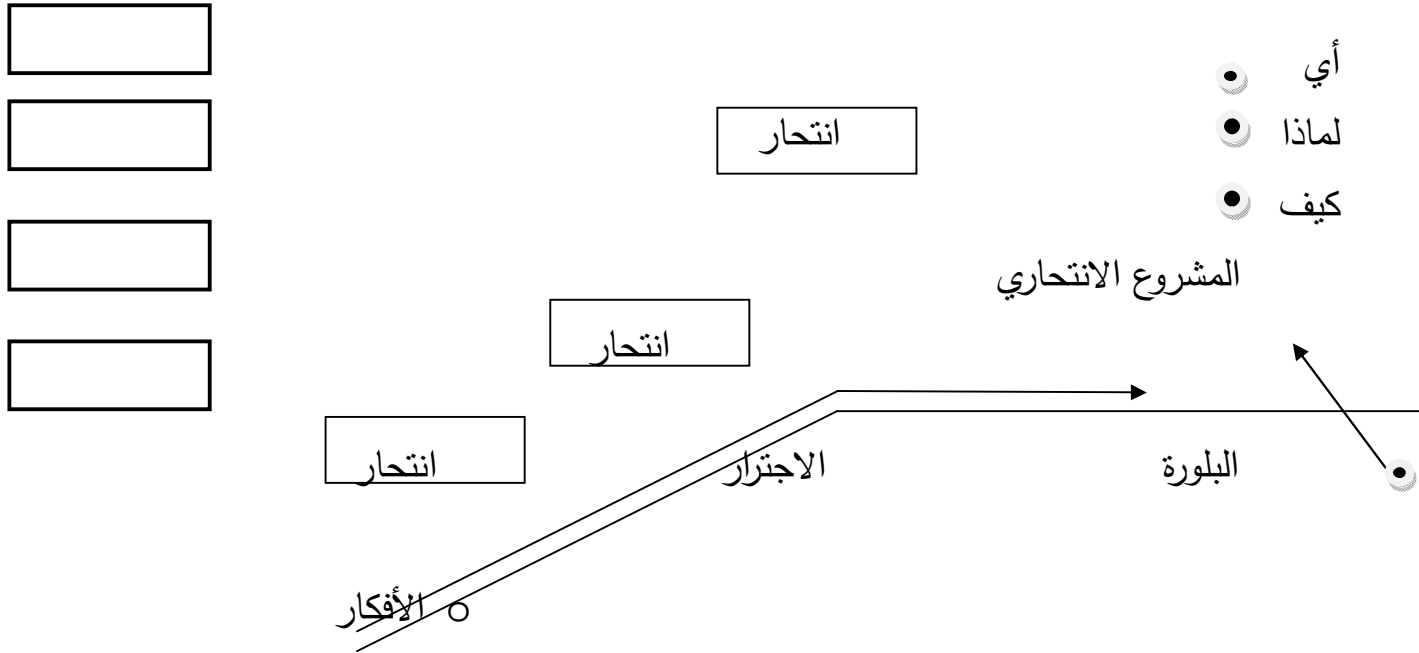 أي
لماذا
انتحار
كيف
المشروع الانتحاري
انتحار
البلورة
الاجترار
انتحار
الأفكار